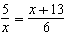 5/x = x + 13/6